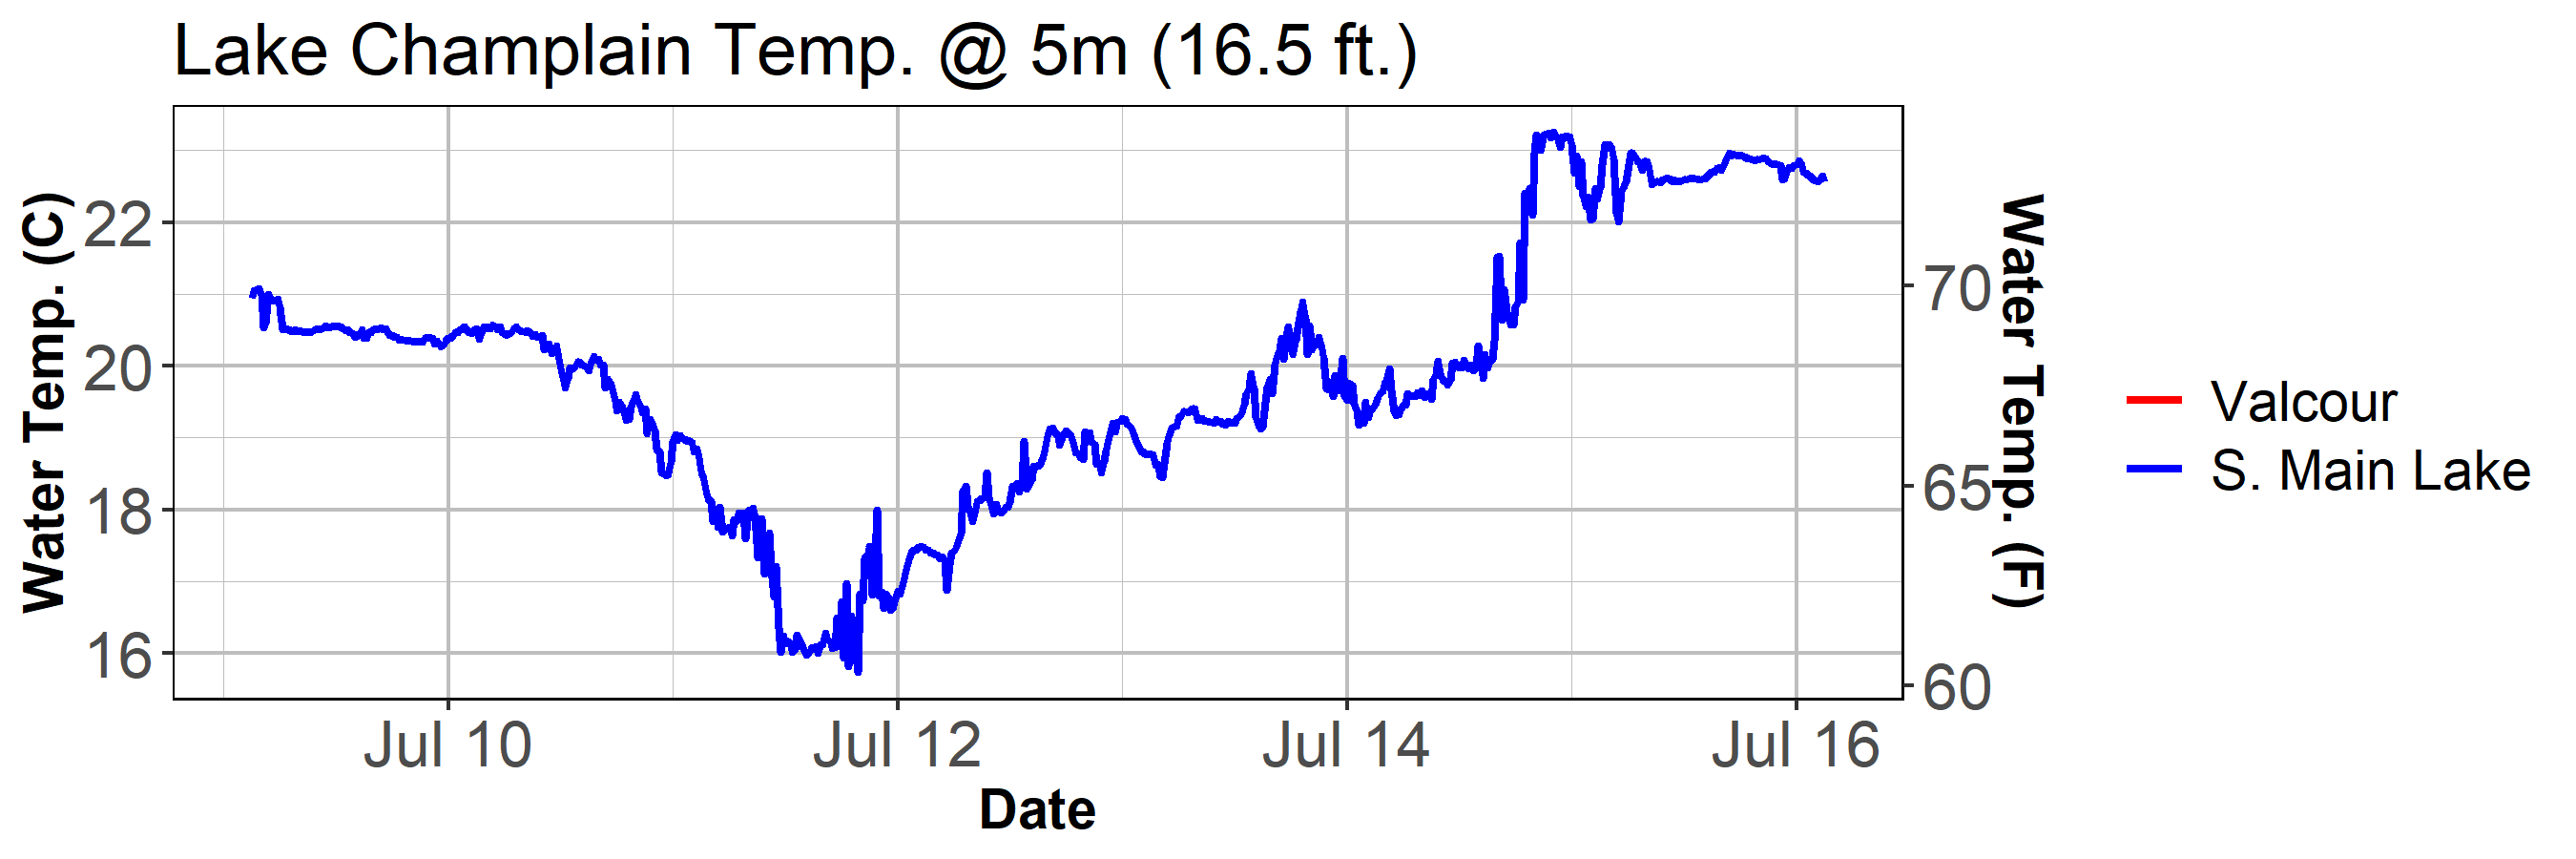 Lake Champlain Temp. @ 5m (16.5 ft.)
Water Temp. (C)
22
20
18
16
70
65
60
Water Temp. (F)
Jul 10
Jul 12
Jul 14
Jul 16
Date
Valcour
S. Main Lake